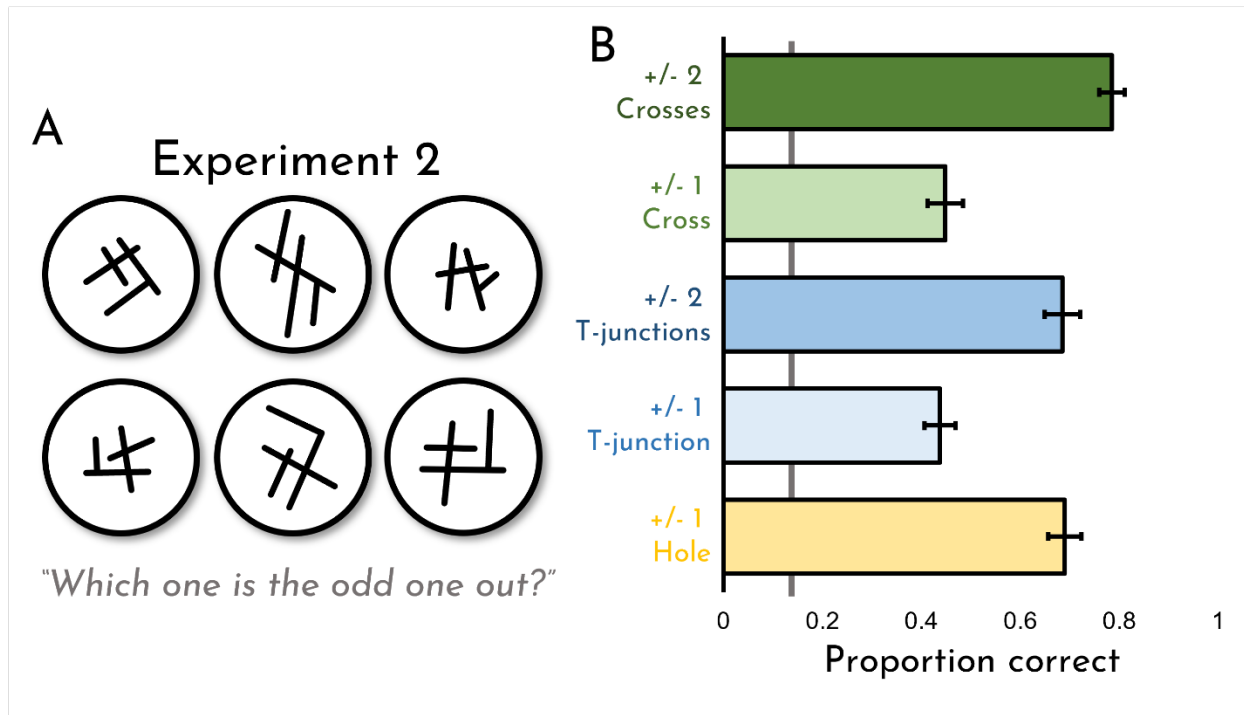 A
Experiment 2
“Which one is the odd one out?”
B
+/- 2
Crosses
+/- 1
Cross
+/- 2
T-junctions
+/- 1
T-junction
+/- 1
Hole
0 0.2 0.4 0.6 0.8 1
Proportion correct